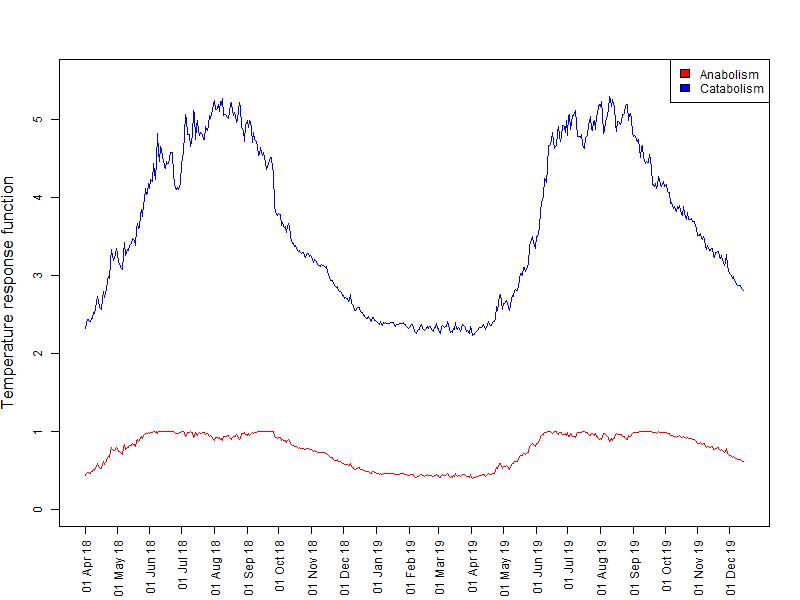 Anabolism
Catabolism
Temperature response function
5
4
3
2
1
0
01 Apr 18
01 May 18
01 Jun 18
01 Jul 18
01 Aug 18
01 Sep 18
01 Oct 18
01 Nov 18
01 Dec 18
01 Jan 19
01 Feb 19
01 Mar 19
01 Apr 19
01 May 19
01 Jun 19
01 Jul 19
01 Aug 19
01 Sep 19
01 Oct 19
01 Nov 19
01 Dec 19